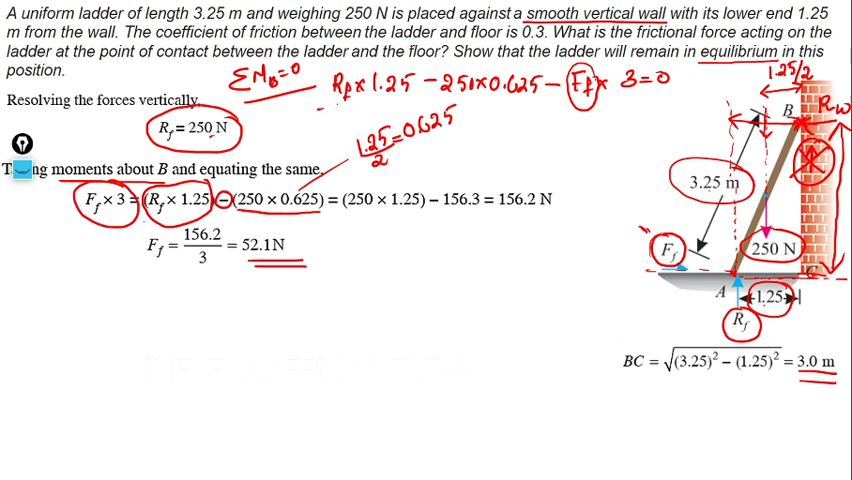 A uniform ladder of length 3.25 m and weighing 250 N is placed against a smooth vertical wall with its lower end 1.25
m from the wall. The coefficient of friction between the ladder and floor is 0.3. What is the frictional force acting on the
ladder at the point of contact between the ladder and the floor? Show that the ladder will remain in equilibrium in this
position.
ΣM_B=0
R_f×1.25 − 250×0.625 − F_f× 3=0
1.25/2
Resolving the forces vertically,
R_f = 250 N
1.25/2 = 0.625
B
R_w
T ng moments about B and equating the same,
3.25 m
F_f × 3 = (R_f × 1.25) − (250 × 0.625) = (250 × 1.25) − 156.3 = 156.2 N
F_f = 156.2/3 = 52.1 N
F_f
250 N
C
A
1.25
R_f
BC = √(3.25)² − (1.25)² = 3.0 m